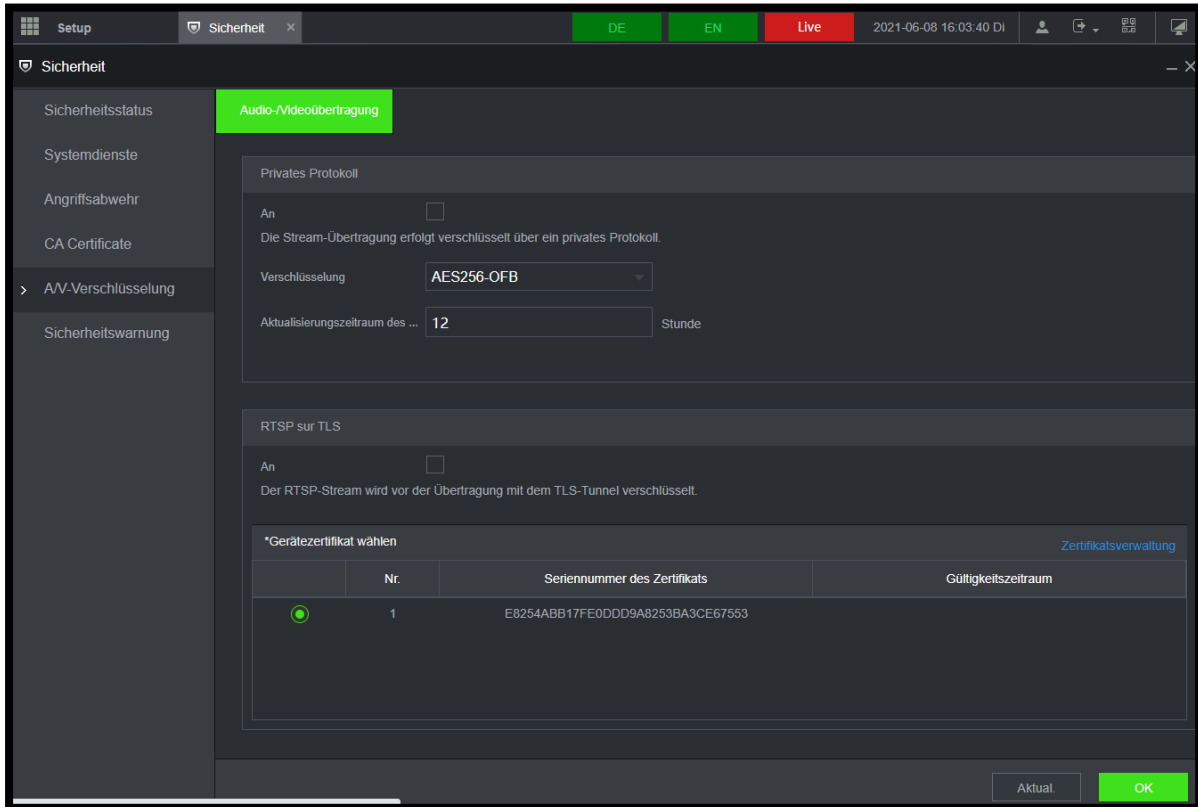 Setup
Sicherheit
DE
EN
Live
2021-06-08 16:03:40 Di
Sicherheit
Sicherheitsstatus
Systemdienste
Angriffsabwehr
CA Certificate
A/V-Verschlüsselung
Sicherheitswarnung
Audio-/Videoübertragung
Privates Protokoll
An
Die Stream-Übertragung erfolgt verschlüsselt über ein privates Protokoll.
Verschlüsselung AES256-OFB
Aktualisierungszeitraum des ... 12 Stunde
RTSP sur TLS
An
Der RTSP-Stream wird vor der Übertragung mit dem TLS-Tunnel verschlüsselt.
*Gerätezertifikat wählen
Zertifikatsverwaltung
Nr. Seriennummer des Zertifikats Gültigkeitszeitraum
1 E8254ABB17FE0DDD9A8253BA3CE67553
Aktual. OK